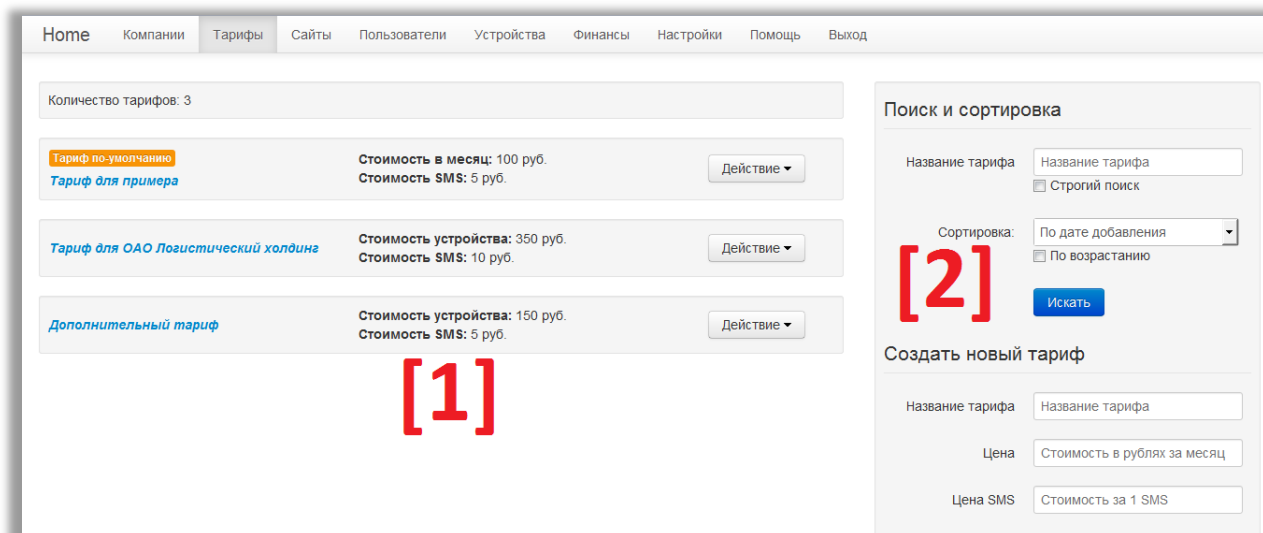 Home Компании Тарифы Сайты Пользователи Устройства Финансы Настройки Помощь Выход
Количество тарифов: 3
Тариф по-умолчанию
Тариф для примера
Стоимость в месяц: 100 руб.
Стоимость SMS: 5 руб.
Действие
Тариф для ОАО Логистический холдинг
Стоимость устройства: 350 руб.
Стоимость SMS: 10 руб.
Действие
Дополнительный тариф
Стоимость устройства: 150 руб.
Стоимость SMS: 5 руб.
Действие
[1]
Поиск и сортировка
Название тарифа Название тарифа
Строгий поиск
Сортировка: По дате добавления
По возрастанию
[2]
Искать
Создать новый тариф
Название тарифа Название тарифа
Цена Стоимость в рублях за месяц
Цена SMS Стоимость за 1 SMS